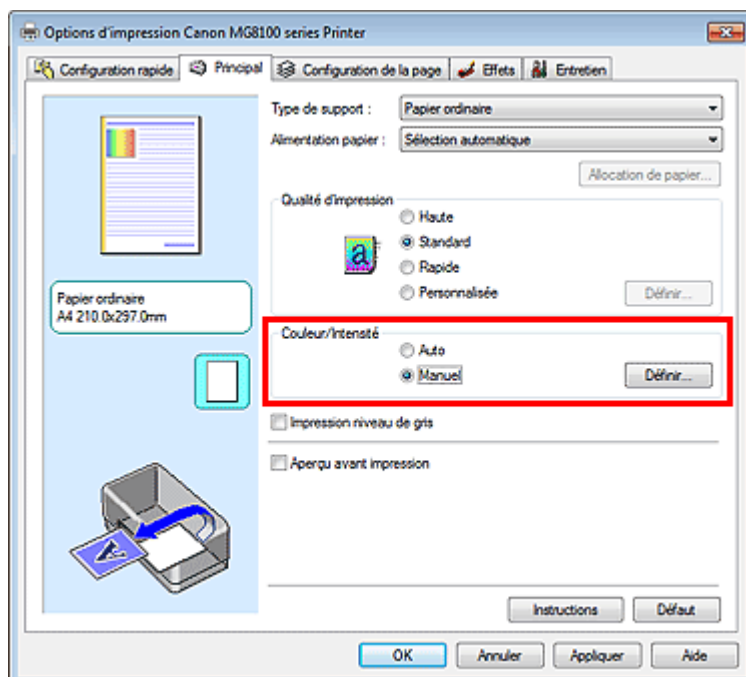 Options d'impression Canon MG8100 series Printer
Configuration rapide Principal Configuration de la page Effets Entretien
Type de support : Papier ordinaire
Alimentation papier : Sélection automatique
Allocation de papier...
Qualité d'impression
Haute
a Standard
Rapide
Personnalisée Définir...
Papier ordinaire
A4 210.0x297.0mm
Couleur/Intensité
Auto
Manuel Définir...
Impression niveau de gris
Aperçu avant impression
A
Instructions Défaut
OK Annuler Appliquer Aide